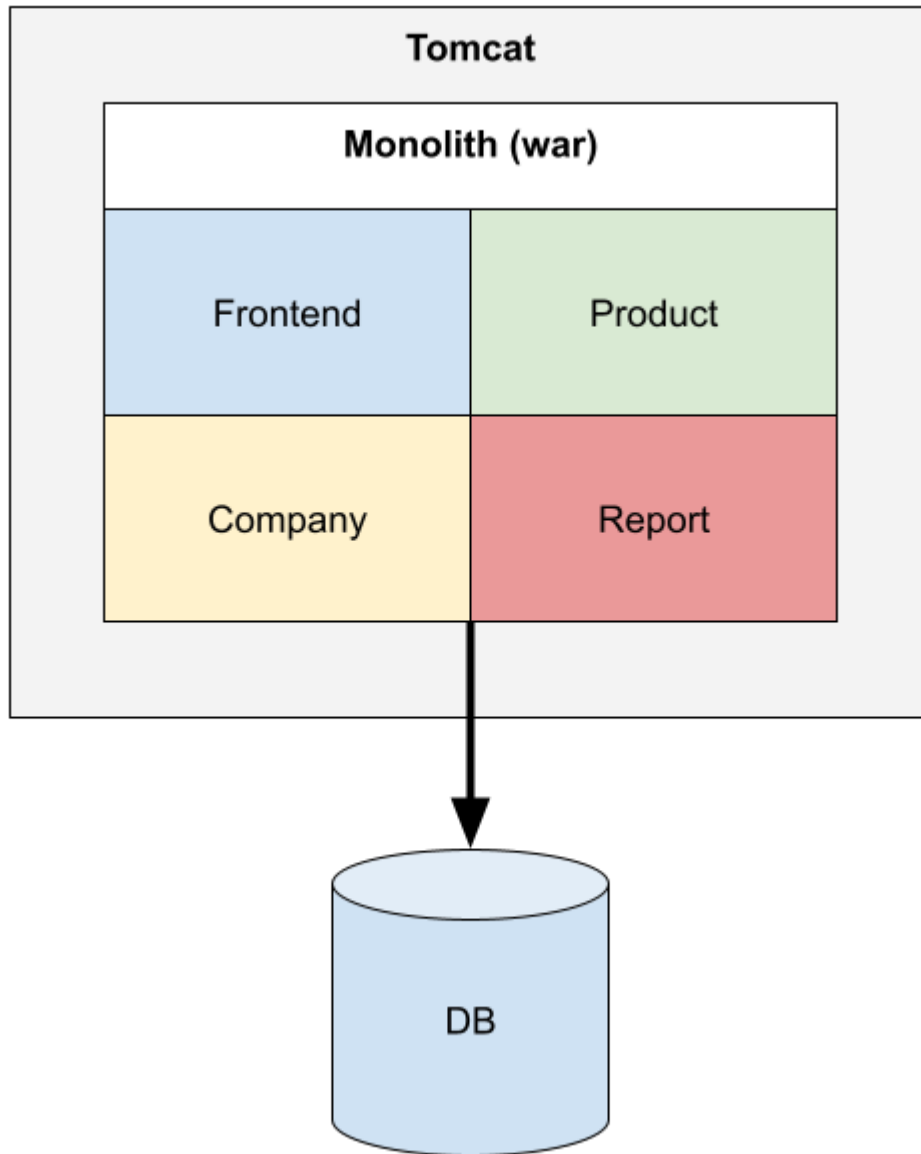 Tomcat
Monolith (war)
Frontend
Product
Company
Report
DB